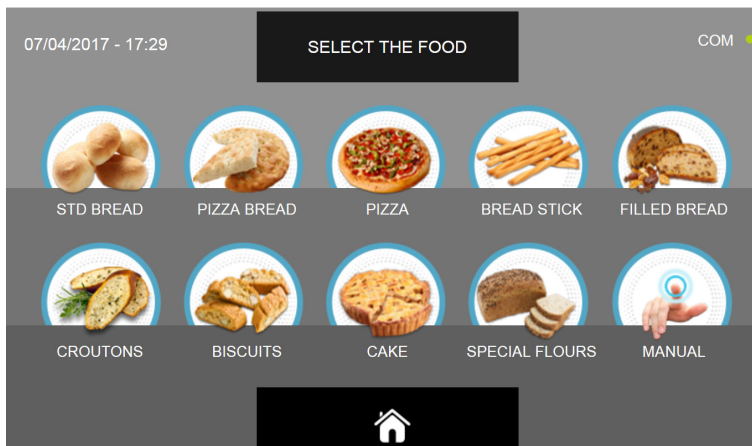 07/04/2017 - 17:29
SELECT THE FOOD
COM
STD BREAD
PIZZA BREAD
PIZZA
BREAD STICK
FILLED BREAD
CROUTONS
BISCUITS
CAKE
SPECIAL FLOURS
MANUAL